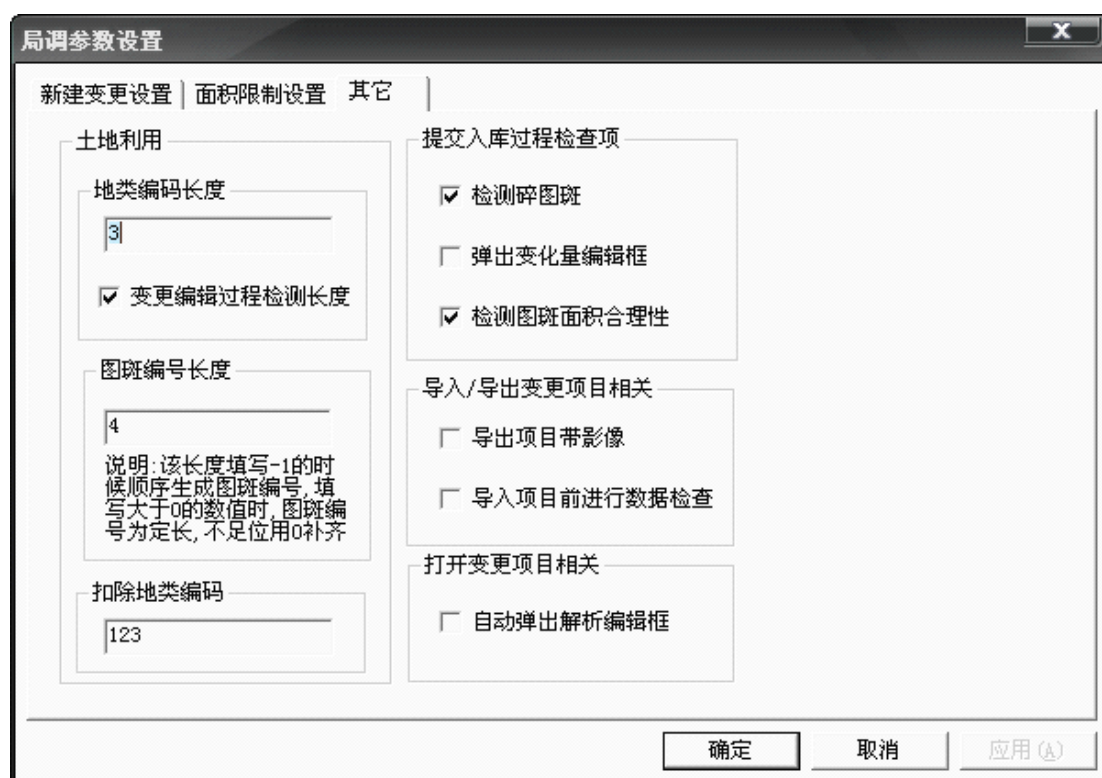 局调参数设置
新建变更设置 面积限制设置 其它
土地利用
地类编码长度
3
变更编辑过程检测长度
图斑编号长度
4
说明:该长度填写-1的时
候顺序生成图斑编号,填
写大于0的数值时,图斑编
号为定长,不足位用0补齐
扣除地类编码
123
提交入库过程检查项
检测碎图斑
弹出变化量编辑框
检测图斑面积合理性
导入/导出变更项目相关
导出项目带影像
导入项目前进行数据检查
打开变更项目相关
自动弹出解析编辑框
确定 取消 应用(A)